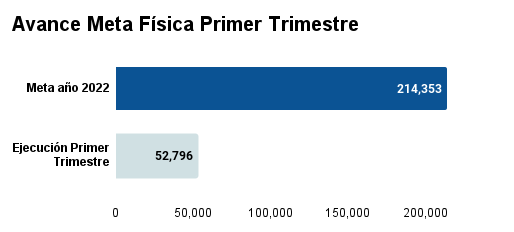 Avance Meta Física Primer Trimestre
Meta año 2022
214,353
Ejecución Primer
Trimestre
52,796
0
50,000
100,000
150,000
200,000